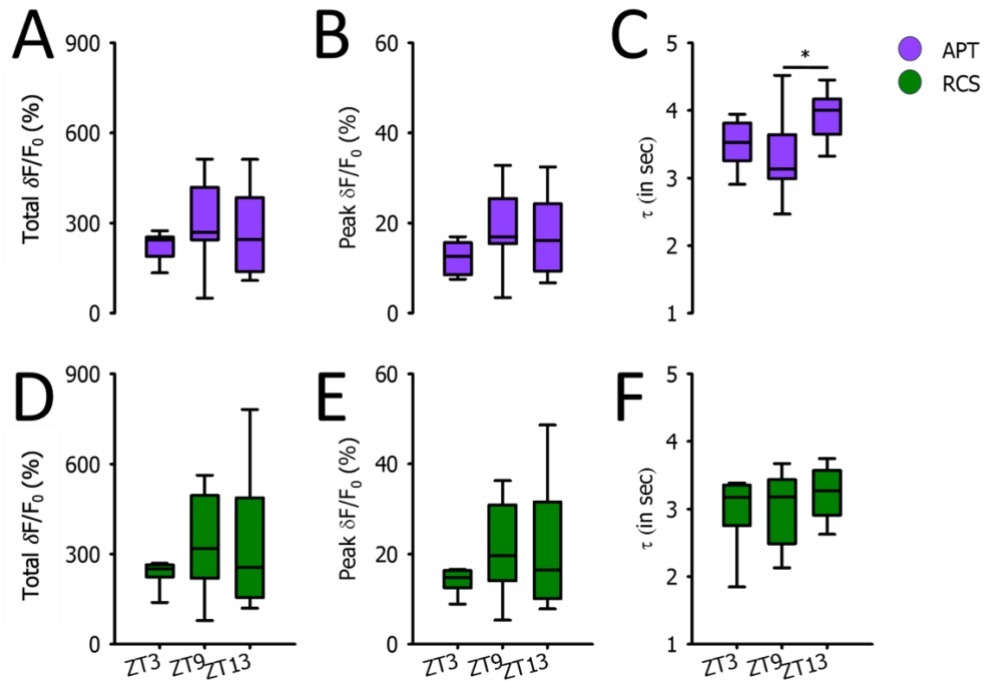 A
900
600
300
0
Total δF/F0 (%)
B
60
40
20
0
Peak δF/F0 (%)
C
5
4
3
2
1
τ (in sec)
*
APT
RCS
D
900
600
300
0
Total δF/F0 (%)
ZT3 ZT9 ZT13
E
60
40
20
0
Peak δF/F0 (%)
ZT3 ZT9 ZT13
F
5
4
3
2
1
τ (in sec)
ZT3 ZT9 ZT13